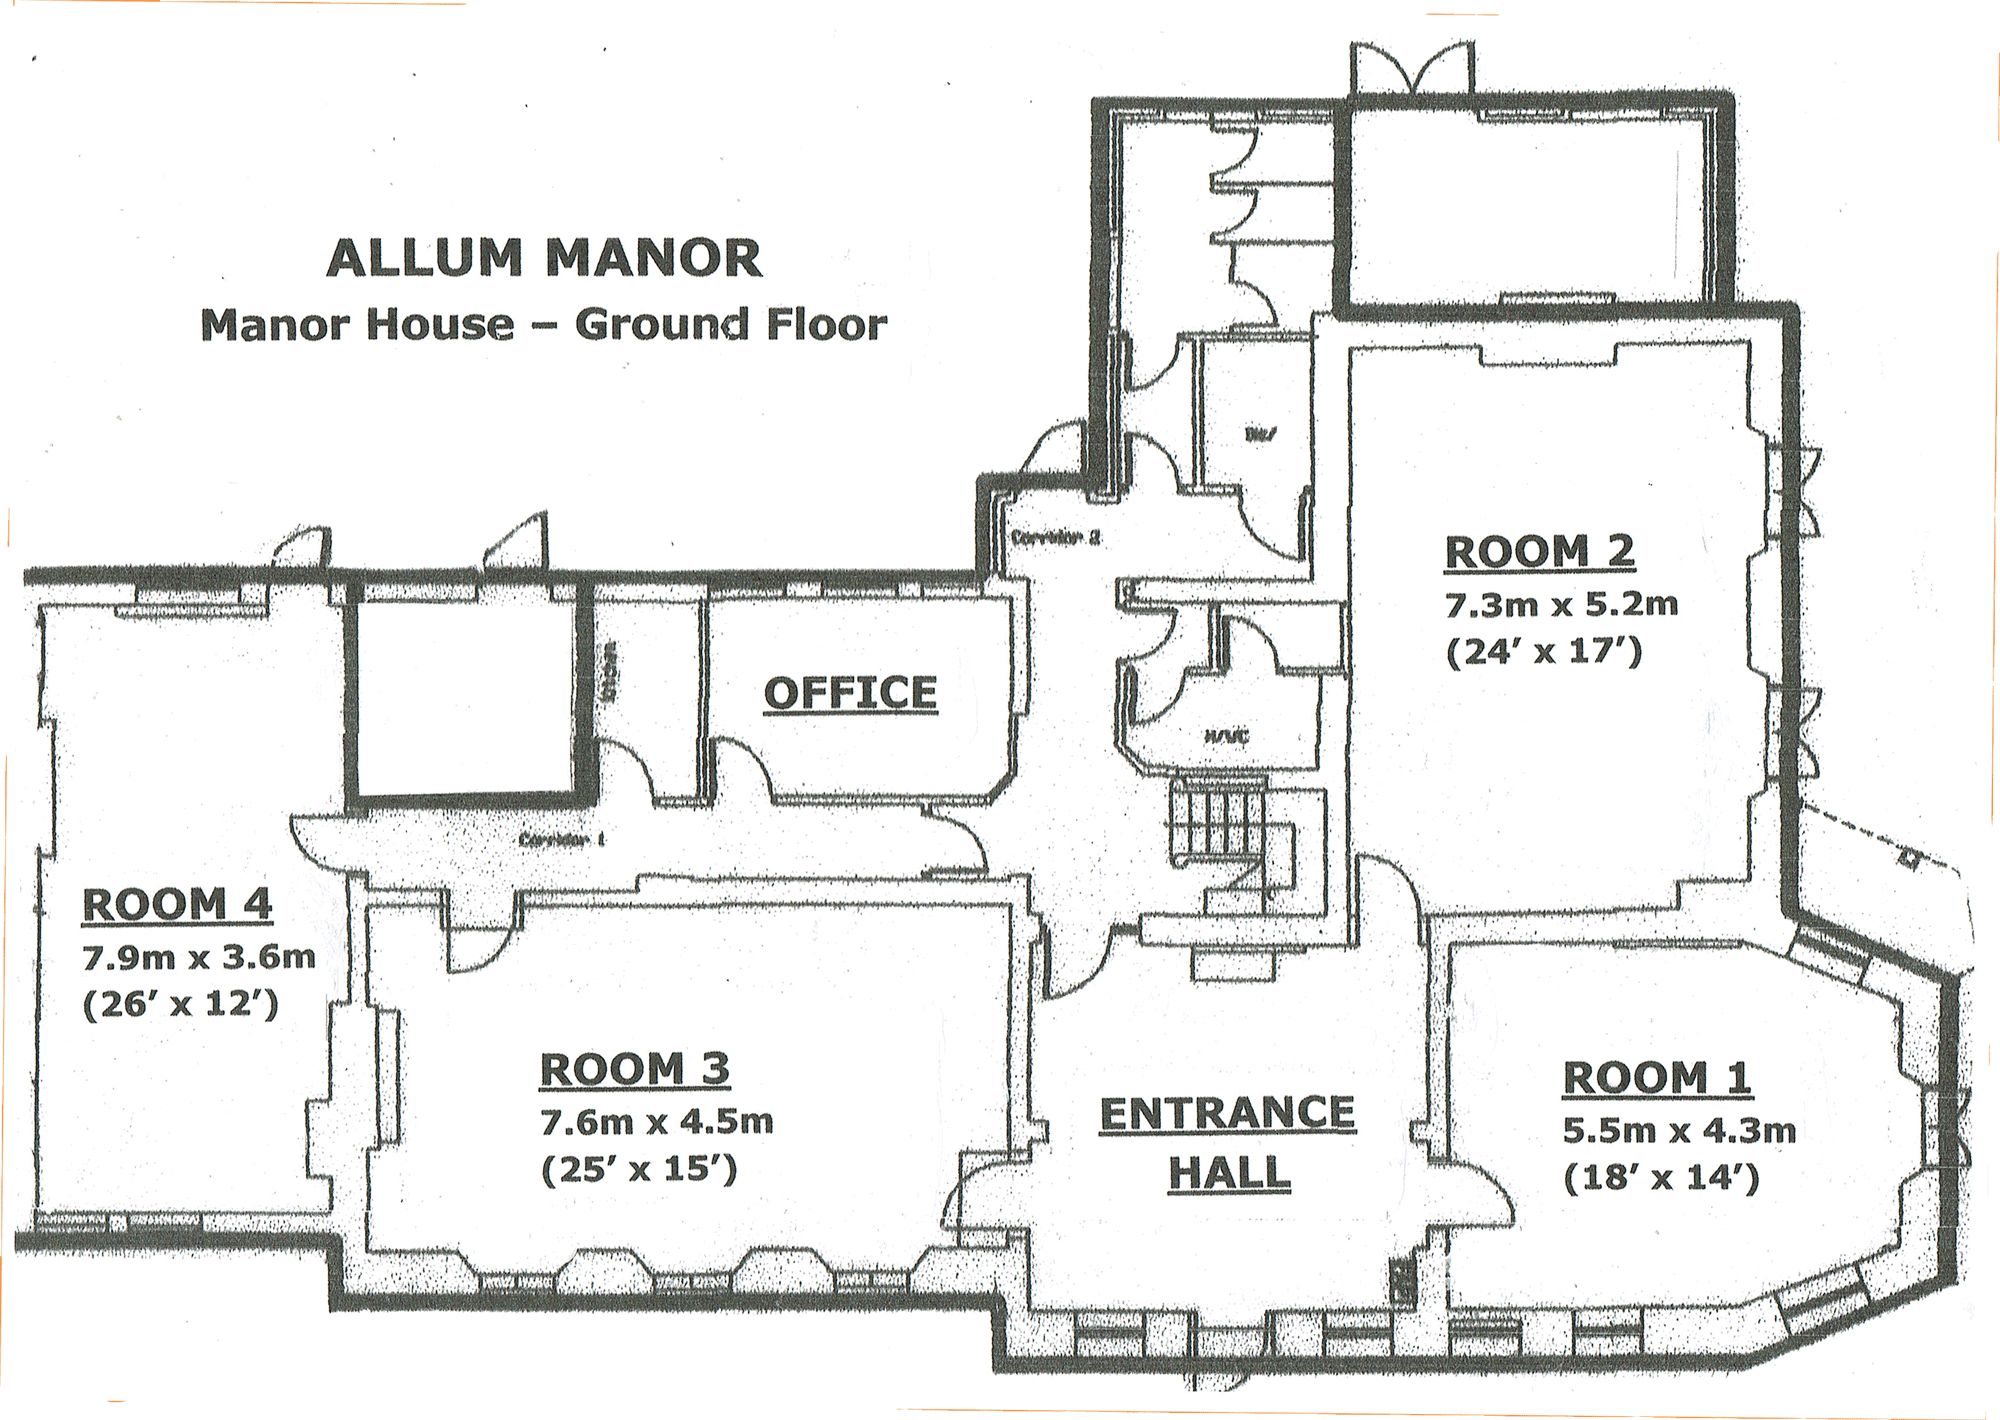 ALLUM MANOR
Manor House – Ground Floor
Corridor 2
ROOM 2
7.3m x 5.2m
(24’ x 17’)
OFFICE
Corridor 1
ROOM 4
7.9m x 3.6m
(26’ x 12’)
ROOM 3
7.6m x 4.5m
(25’ x 15’)
ENTRANCE
HALL
ROOM 1
5.5m x 4.3m
(18’ x 14’)